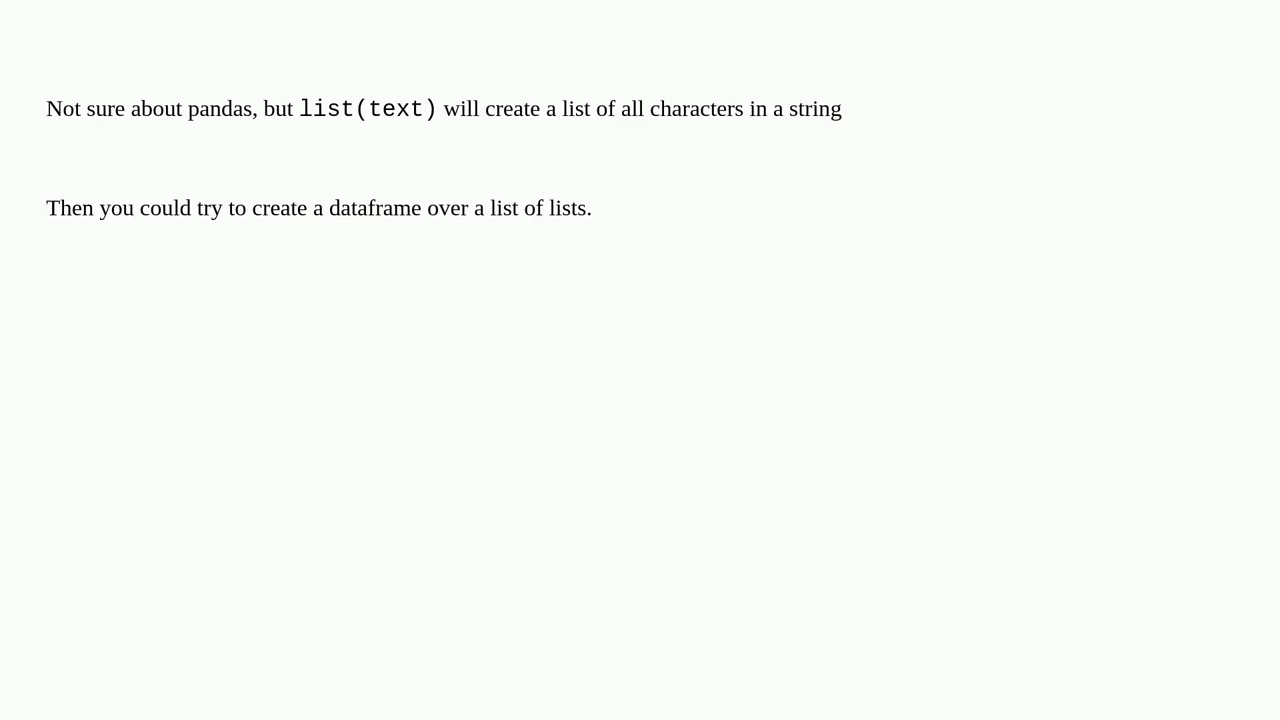 Not sure about pandas, but list(text) will create a list of all characters in a string
Then you could try to create a dataframe over a list of lists.